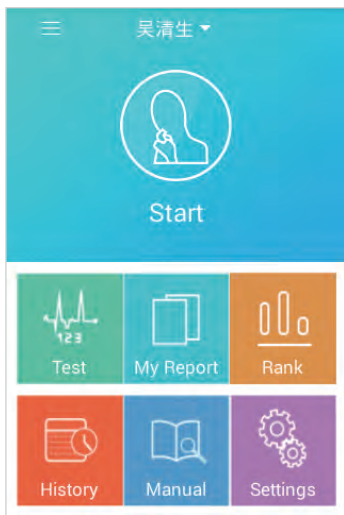 吴清生
Start
123
Test
My Report
Rank
History
Manual
Settings